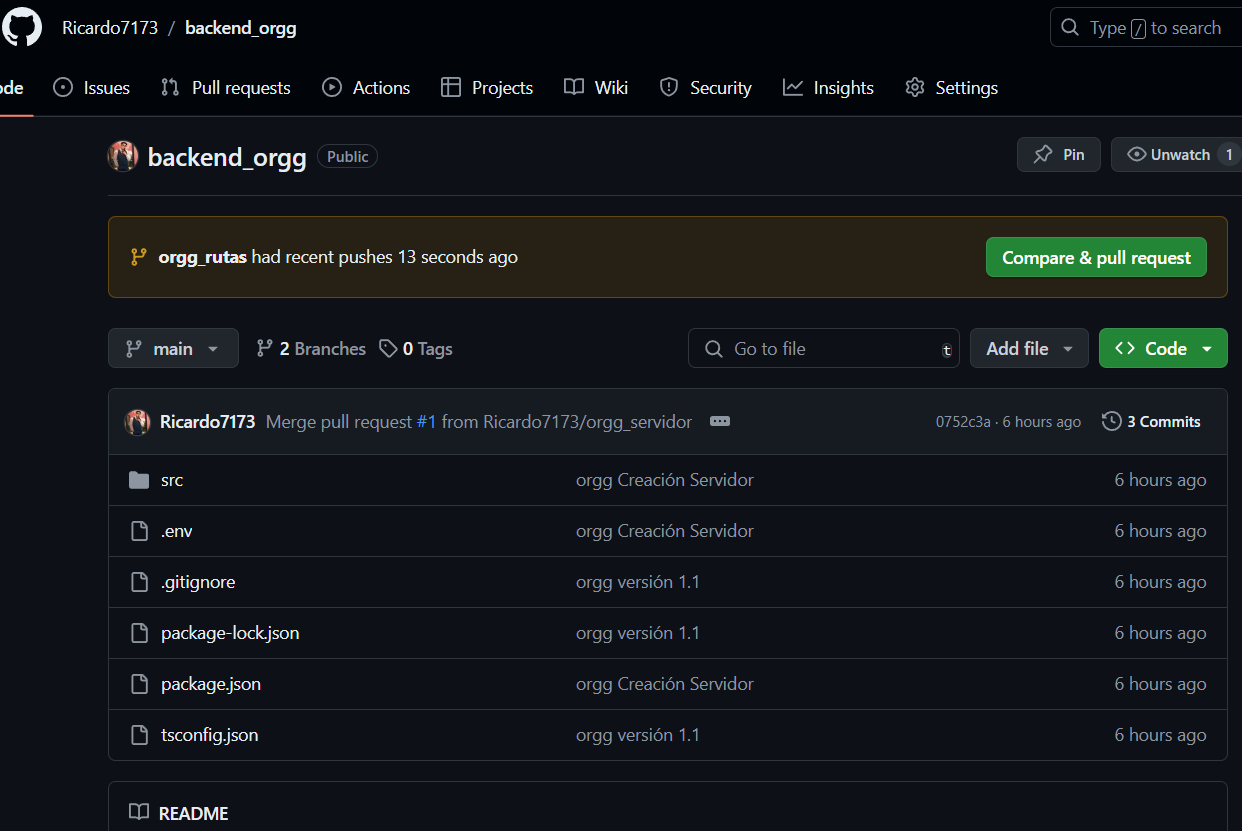 Ricardo7173 / backend_orgg Type / to search
ode Issues Pull requests Actions Projects Wiki Security Insights Settings
backend_orgg Public Pin Unwatch 1
orgg_rutas had recent pushes 13 seconds ago Compare & pull request
main 2 Branches 0 Tags Go to file t Add file Code
Ricardo7173 Merge pull request #1 from Ricardo7173/orgg_servidor 0752c3a · 6 hours ago 3 Commits
src orgg Creación Servidor 6 hours ago
.env orgg Creación Servidor 6 hours ago
.gitignore orgg versión 1.1 6 hours ago
package-lock.json orgg versión 1.1 6 hours ago
package.json orgg Creación Servidor 6 hours ago
tsconfig.json orgg versión 1.1 6 hours ago
README